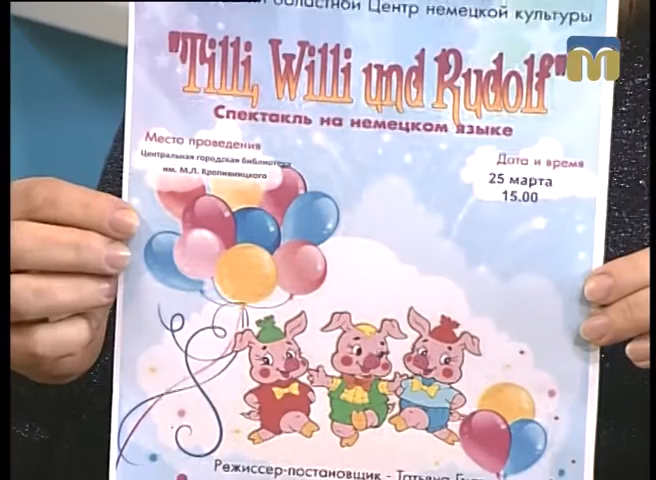 областной Центр немецкой культуры
"Tilli, Willi und Rudolf"
Спектакль на немецком языке
Место проведения
Центральная городская библиотека
им. М.Л. Кропивницкого
Дата и время
25 марта
15.00
Режиссер-постановщик - Татьяна